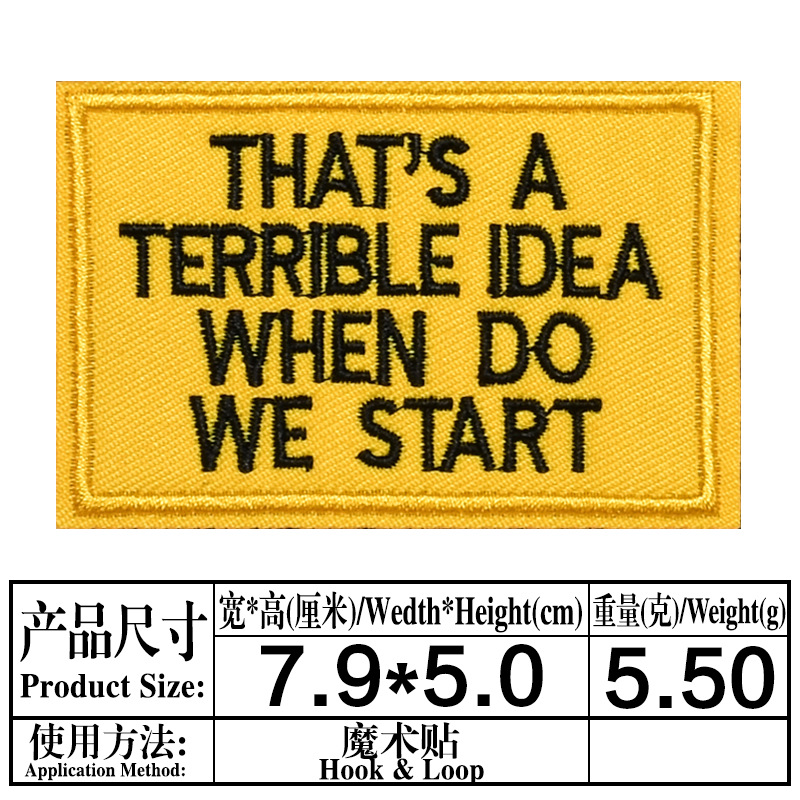 THAT'S A
TERRIBLE IDEA
WHEN DO
WE START
产品尺寸
Product Size:
宽*高(厘米)/Wedth*Height(cm)
重量(克)/Weight(g)
7.9*5.0
5.50
使用方法:
Application Method:
魔术贴
Hook & Loop